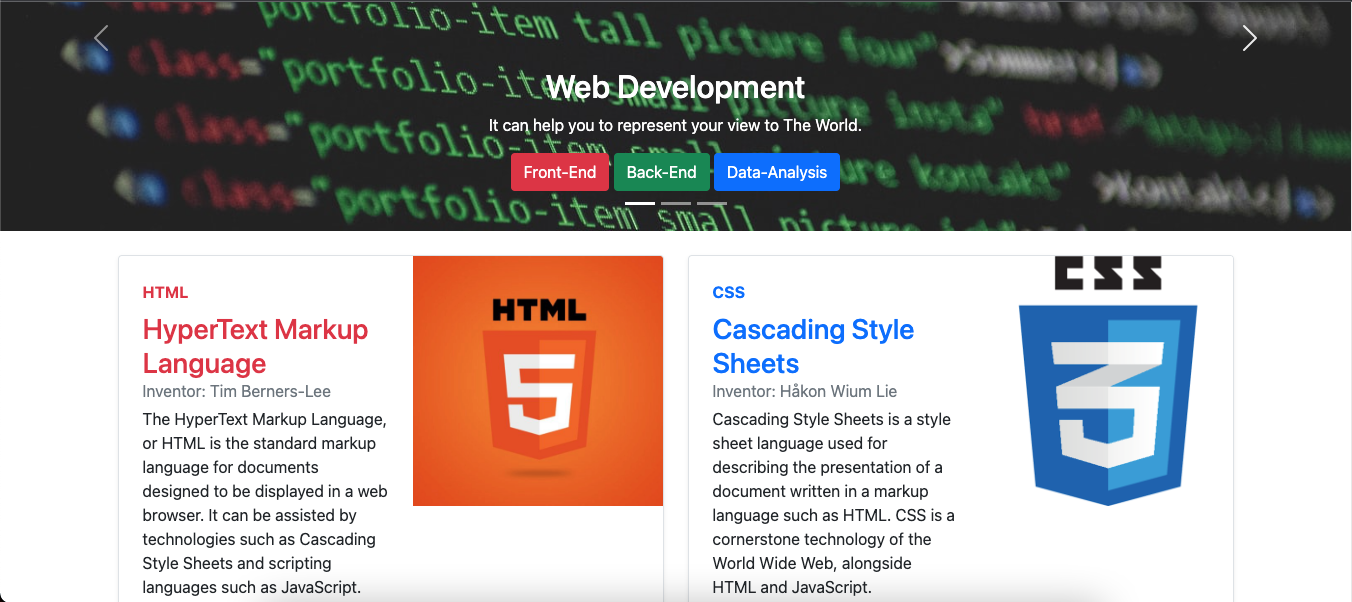 portfolio-item tall picture four"
class="portfolio-item small picture insta"
class="portfolio-item small picture kontakt"
class="portfolio-item small pict
Web Development
It can help you to represent your view to The World.
Front-End
Back-End
Data-Analysis
HTML
HyperText Markup
Language
Inventor: Tim Berners-Lee
The HyperText Markup Language,
or HTML is the standard markup
language for documents
designed to be displayed in a web
browser. It can be assisted by
technologies such as Cascading
Style Sheets and scripting
languages such as JavaScript.
HTML
5
CSS
Cascading Style
Sheets
Inventor: Håkon Wium Lie
Cascading Style Sheets is a style
sheet language used for
describing the presentation of a
document written in a markup
language such as HTML. CSS is a
cornerstone technology of the
World Wide Web, alongside
HTML and JavaScript.
CSS
3